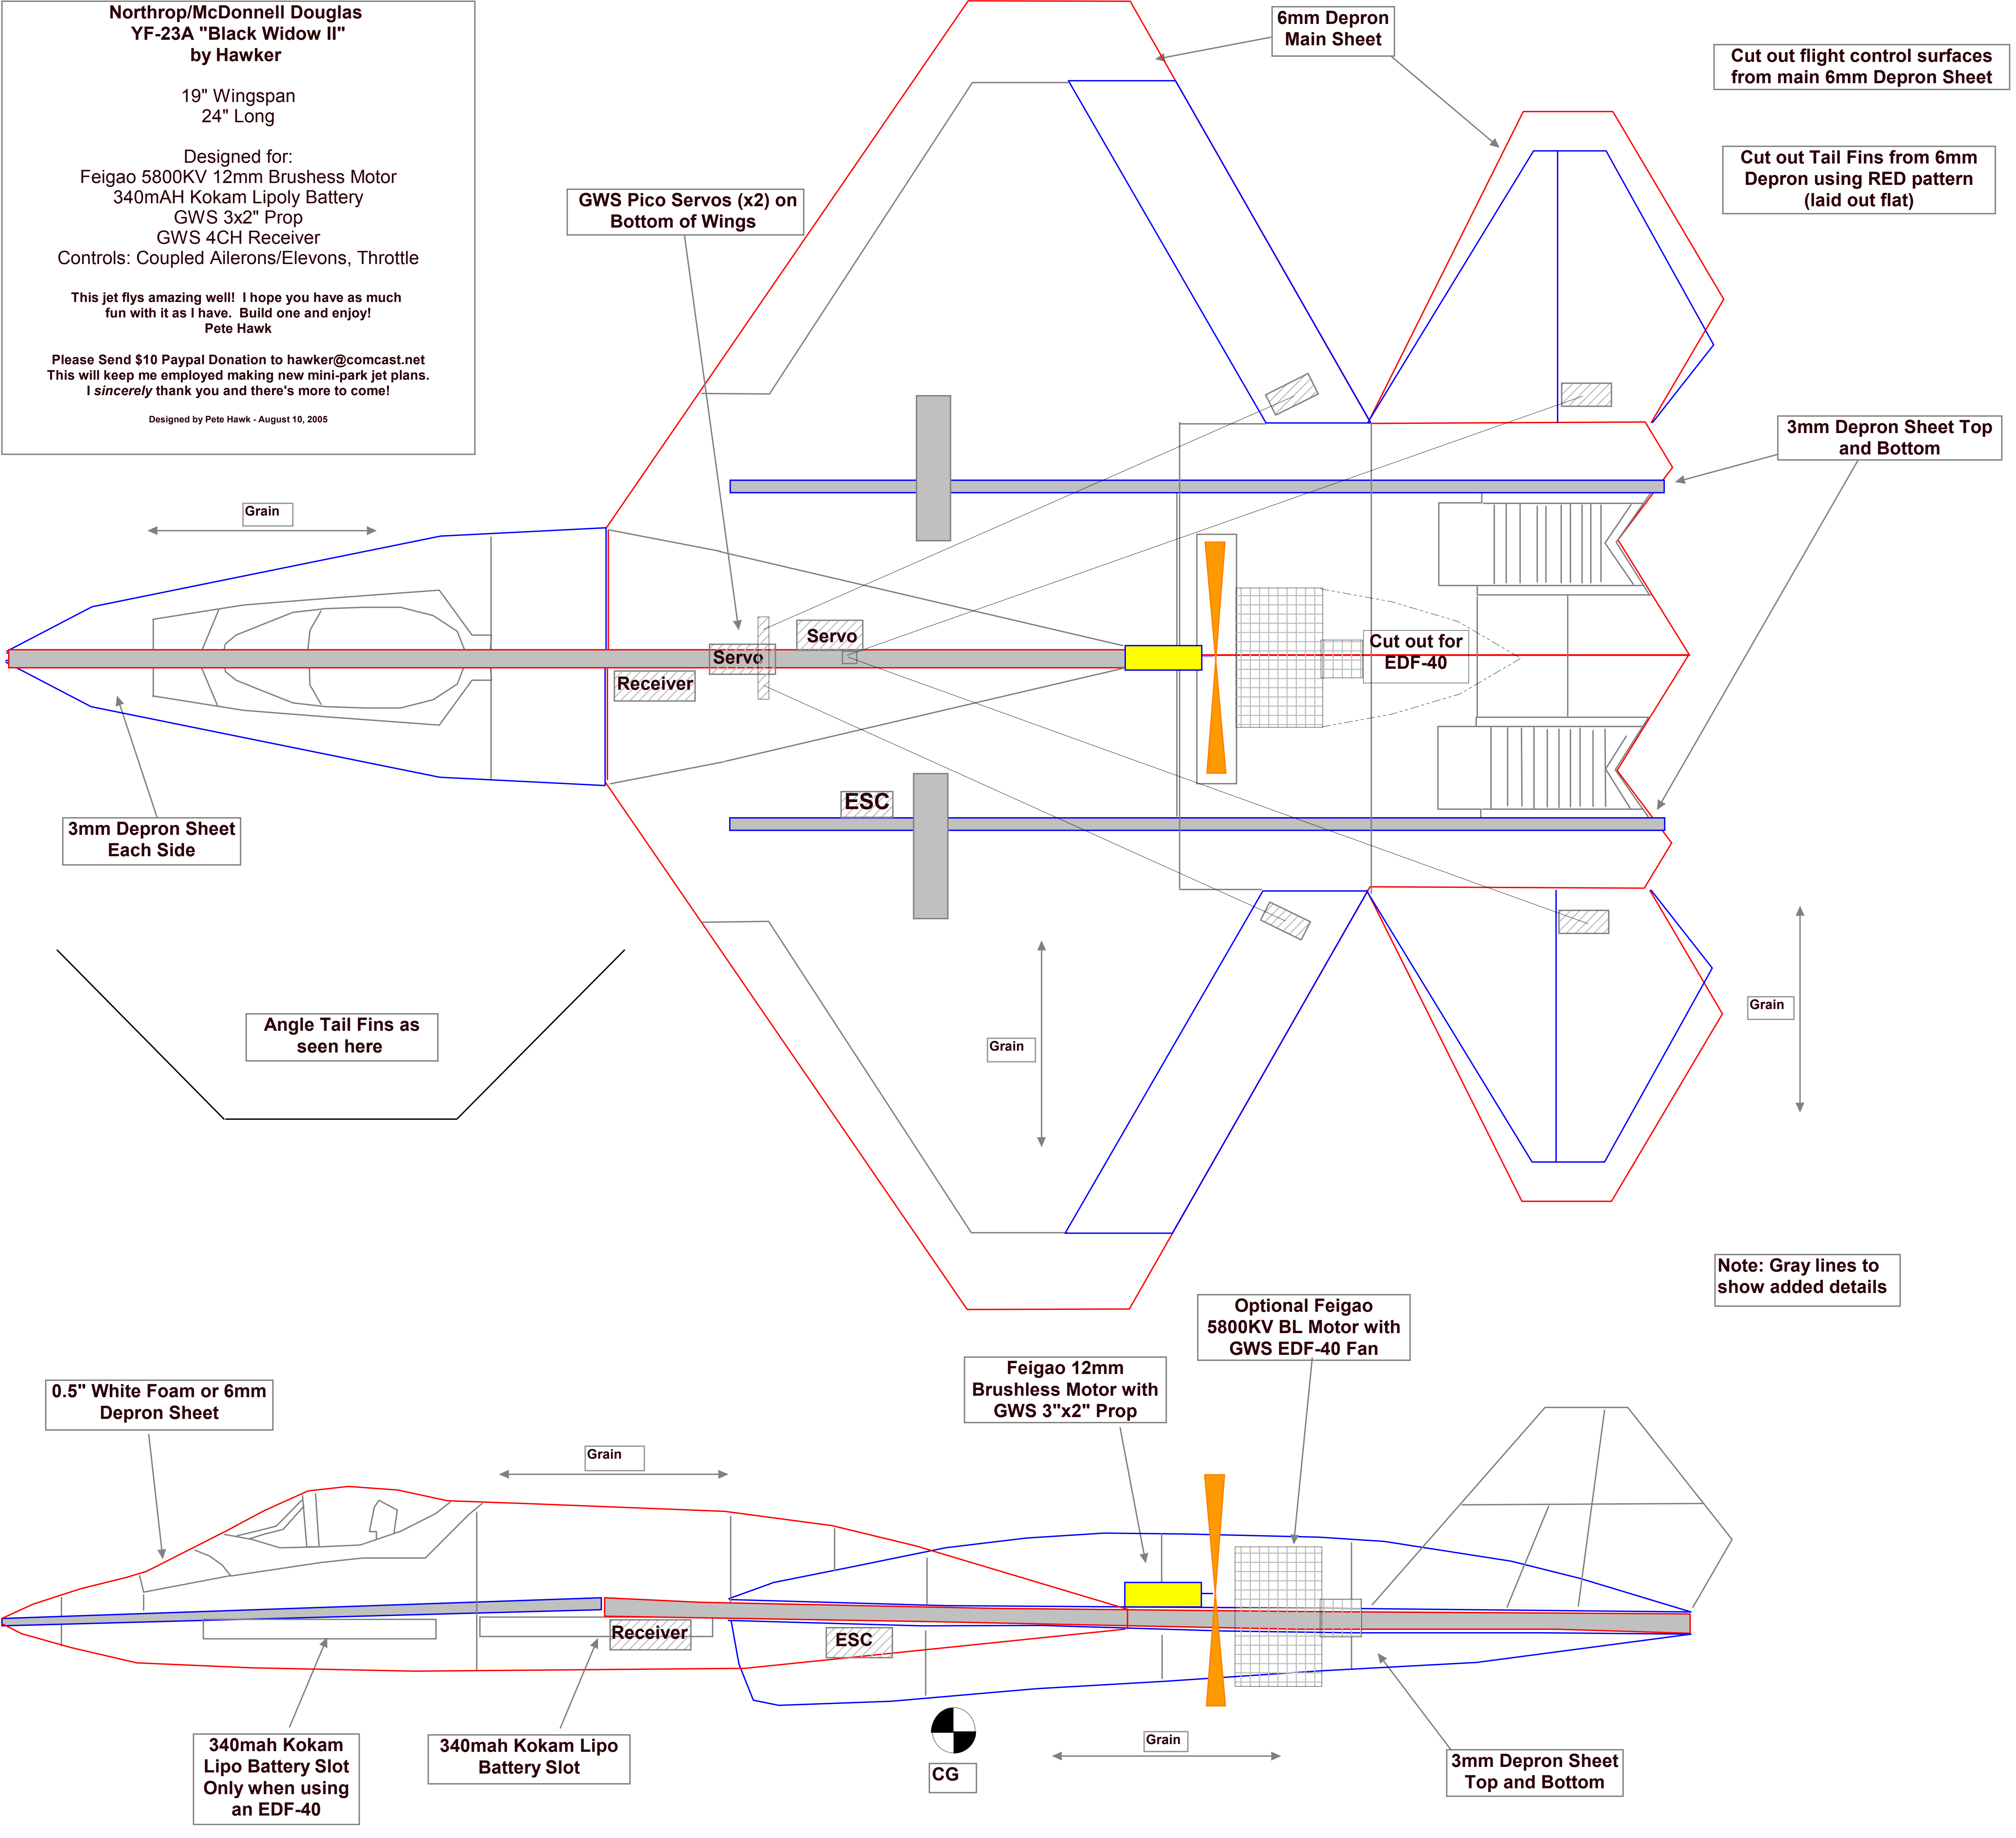 Northrop/McDonnell Douglas
YF-23A "Black Widow II"
by Hawker
19" Wingspan
24" Long
Designed for:
Feigao 5800KV 12mm Brushess Motor
340mAH Kokam Lipoly Battery
GWS 3x2" Prop
GWS 4CH Receiver
Controls: Coupled Ailerons/Elevons, Throttle
This jet flys amazing well!  I hope you have as much
fun with it as I have.  Build one and enjoy!
Pete Hawk
Please Send $10 Paypal Donation to hawker@comcast.net
This will keep me employed making new mini-park jet plans.
I sincerely thank you and there's more to come!
Designed by Pete Hawk - August 10, 2005
6mm Depron
Main Sheet
Cut out flight control surfaces
from main 6mm Depron Sheet
Cut out Tail Fins from 6mm
Depron using RED pattern
(laid out flat)
GWS Pico Servos (x2) on
Bottom of Wings
3mm Depron Sheet Top
and Bottom
Grain
Servo
Servo
Receiver
Cut out for
EDF-40
ESC
3mm Depron Sheet
Each Side
Angle Tail Fins as
seen here
Grain
Grain
Note: Gray lines to
show added details
Optional Feigao
5800KV BL Motor with
GWS EDF-40 Fan
Feigao 12mm
Brushless Motor with
GWS 3"x2" Prop
0.5" White Foam or 6mm
Depron Sheet
Grain
Receiver
ESC
340mah Kokam
Lipo Battery Slot
Only when using
an EDF-40
340mah Kokam Lipo
Battery Slot
CG
Grain
3mm Depron Sheet
Top and Bottom